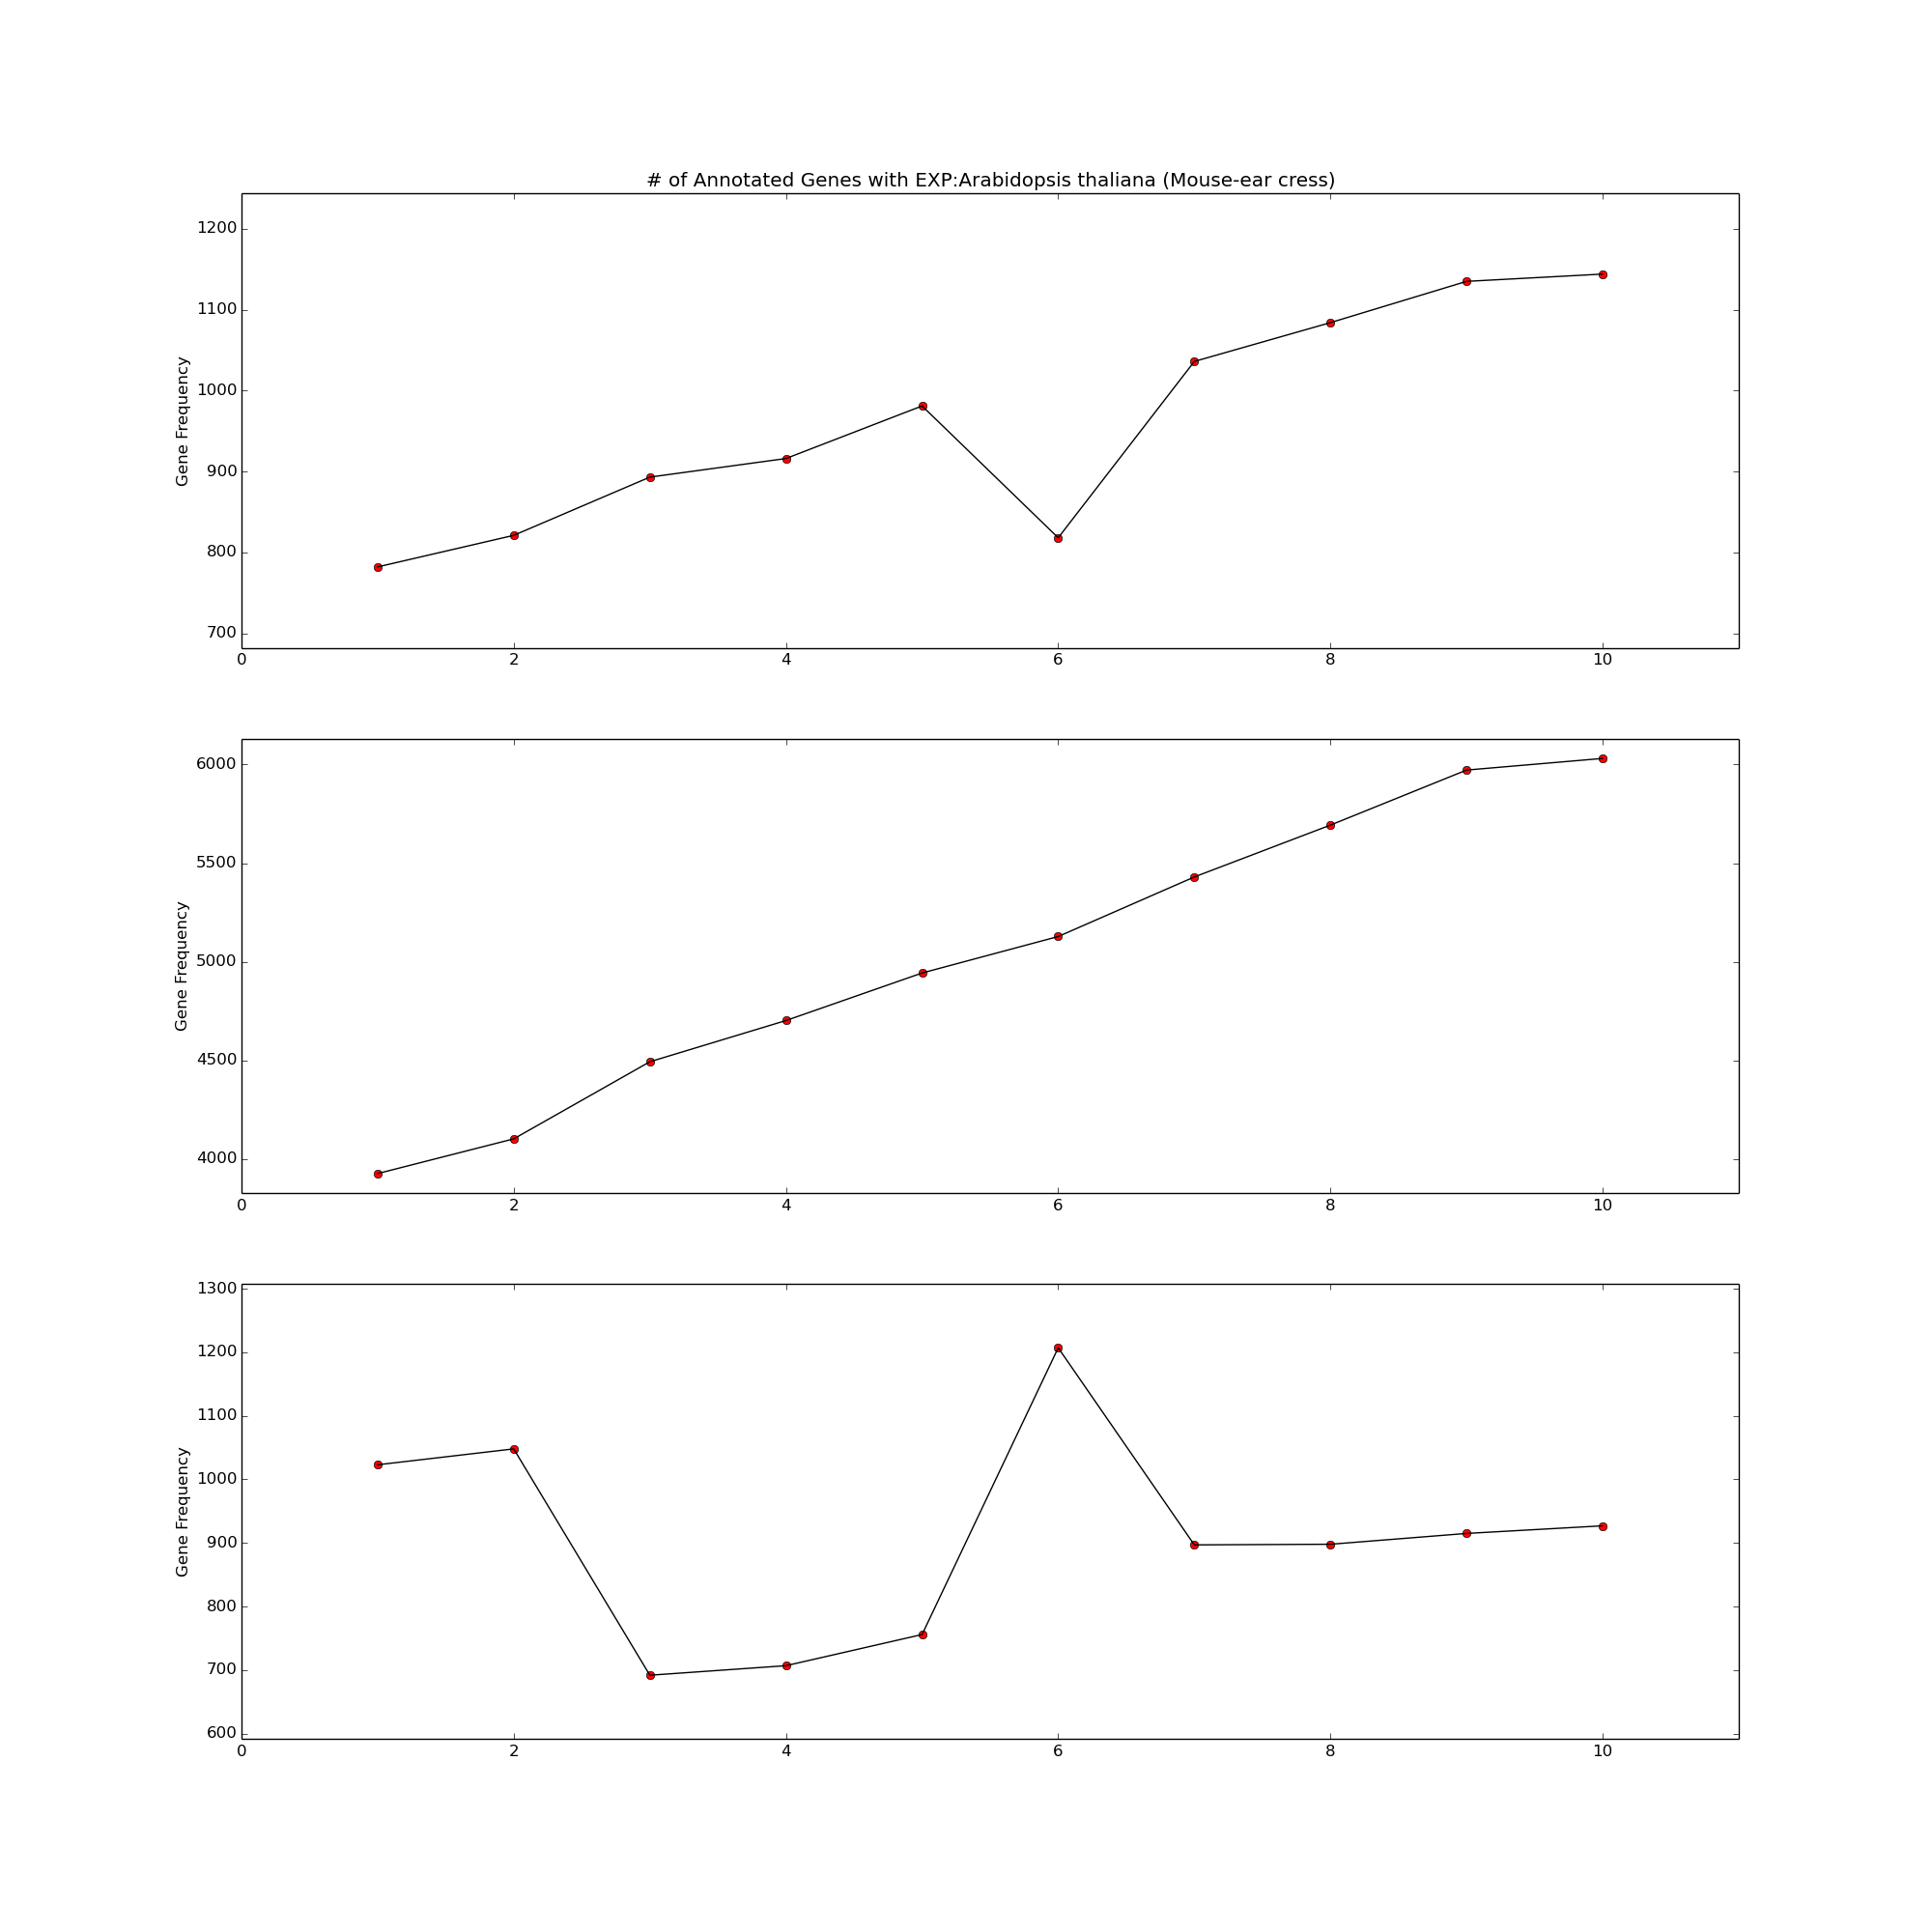 # of Annotated Genes with EXP:Arabidopsis thaliana (Mouse-ear cress)
1200
1100
1000
900
800
700
Gene Frequency
0 2 4 6 8 10
6000
5500
5000
4500
4000
Gene Frequency
0 2 4 6 8 10
1300
1200
1100
1000
900
800
700
600
Gene Frequency
0 2 4 6 8 10